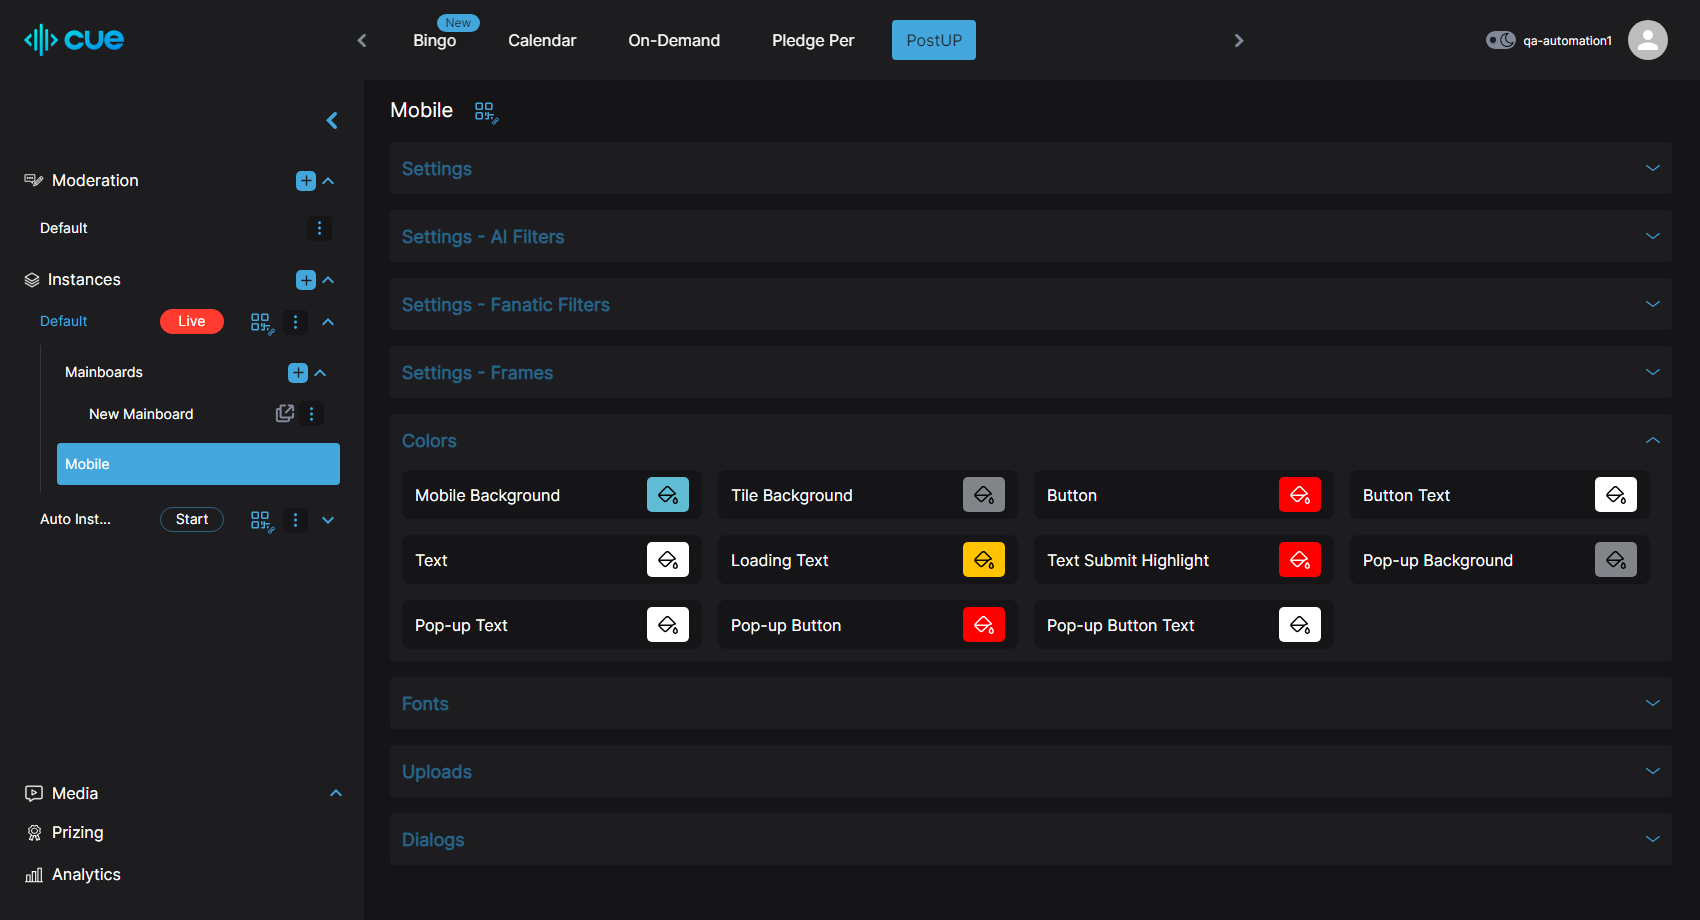 cue
New
Bingo
Calendar
On-Demand
Pledge Per
PostUP
qa-automation1
Moderation
Default
Instances
Default
Live
Mainboards
New Mainboard
Mobile
Auto Inst...
Start
Media
Prizing
Analytics
Mobile
Settings
Settings - AI Filters
Settings - Fanatic Filters
Settings - Frames
Colors
Mobile Background
Tile Background
Button
Button Text
Text
Loading Text
Text Submit Highlight
Pop-up Background
Pop-up Text
Pop-up Button
Pop-up Button Text
Fonts
Uploads
Dialogs